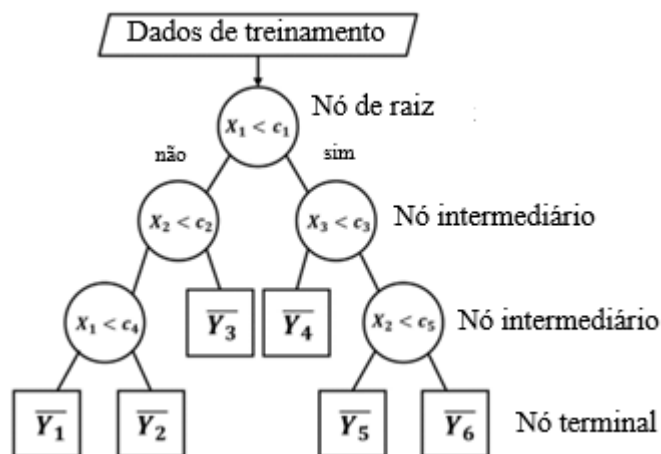 Dados de treinamento
Nó de raiz
X₁ < c₁
não
sim
X₂ < c₂
X₃ < c₃
Nó intermediário
X₁ < c₄
Y̅₃
Y̅₄
X₂ < c₅
Nó intermediário
Y̅₁
Y̅₂
Y̅₅
Y̅₆
Nó terminal